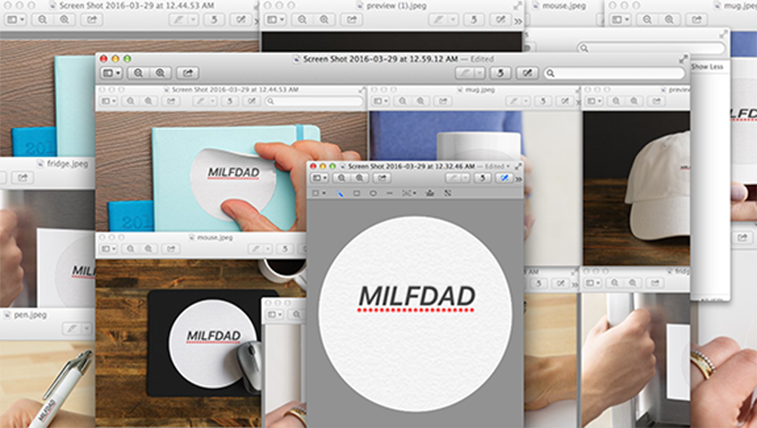 Screen Shot 2016-03-29 at 12.44.53 AM
preview (1).jpeg
mouse.jpeg
mug.jpeg
Screen Shot 2016-03-29 at 12.59.12 AM — Edited
Show Less
Screen Shot 2016-03-29 at 12.44.53 AM
mug.jpeg
MILFDAD
fridge.jpeg
Screen Shot 2016-03-29 at 12.32.46 AM — Edited
mouse.jpeg
MILFDAD
MILFDAD
pen.jpeg
MILFDAD